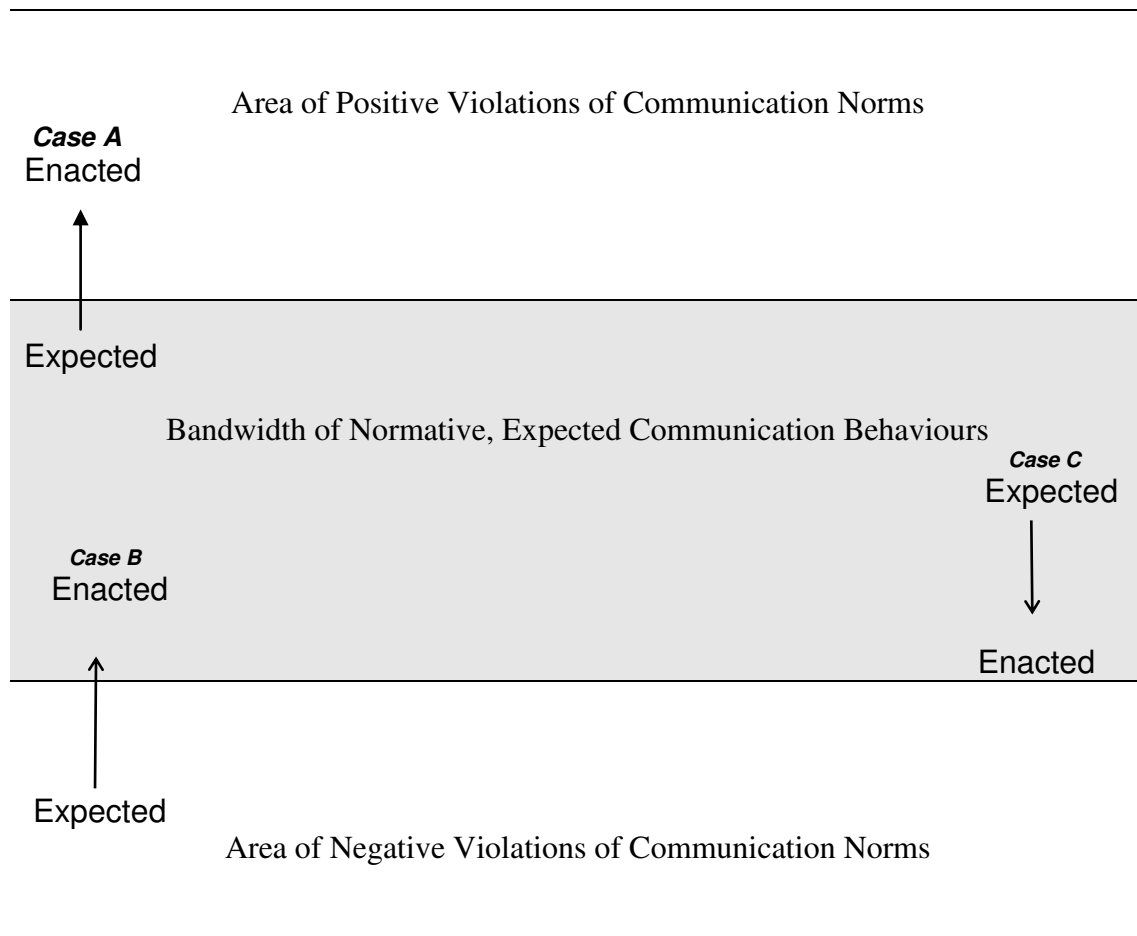 Area of Positive Violations of Communication Norms
Case A
Enacted
Expected
Bandwidth of Normative, Expected Communication Behaviours
Case C
Expected
Case B
Enacted
Enacted
Expected
Area of Negative Violations of Communication Norms